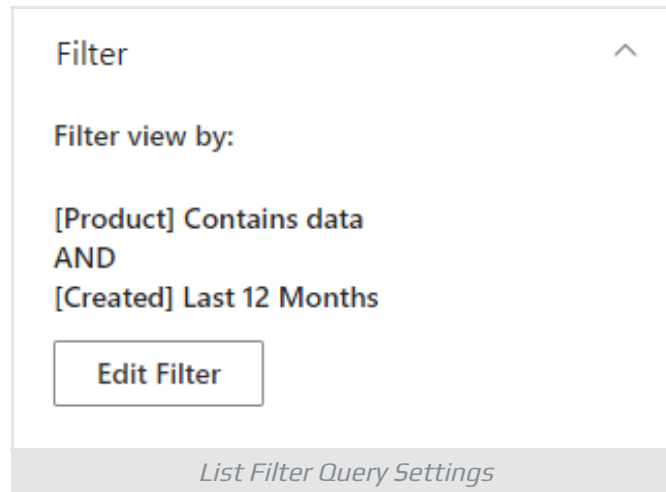 Filter
Filter view by:
[Product] Contains data
AND
[Created] Last 12 Months
Edit Filter
List Filter Query Settings